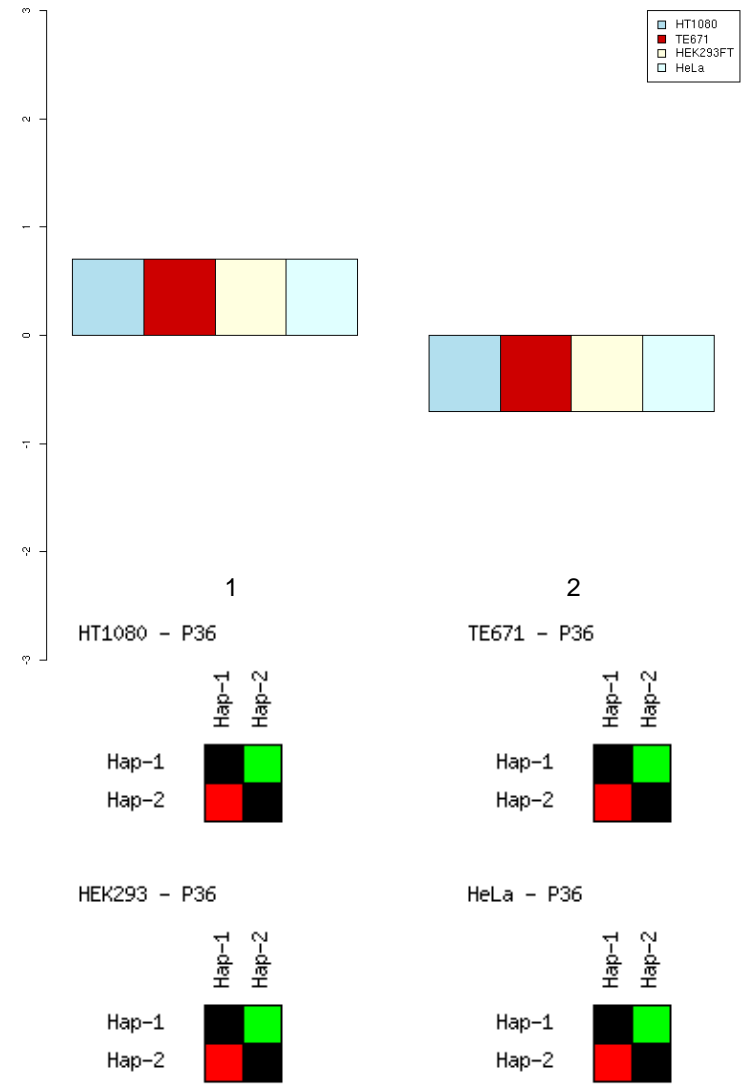 3
2
1
0
-1
-2
-3
HT1080
TE671
HEK293FT
HeLa
1
2
HT1080 - P36
TE671 - P36
Hap-1
Hap-2
Hap-1
Hap-2
Hap-1
Hap-2
Hap-1
Hap-2
HEK293 - P36
HeLa - P36
Hap-1
Hap-2
Hap-1
Hap-2
Hap-1
Hap-2
Hap-1
Hap-2